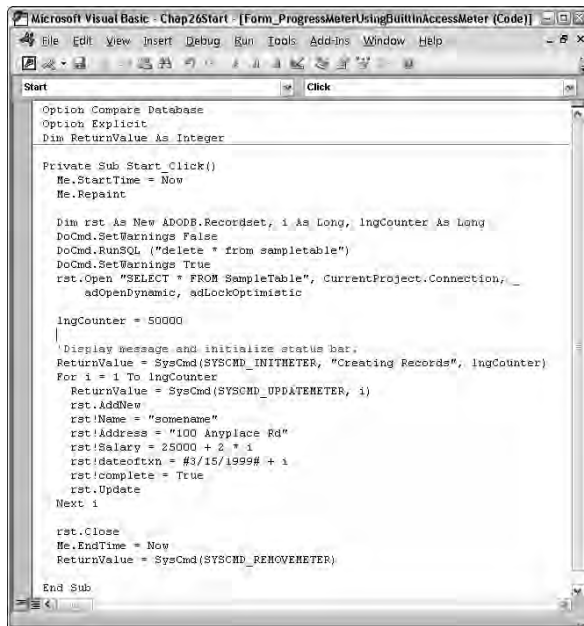 Microsoft Visual Basic - Chap26Start - [Form_ProgressMeterUsingBuiltInAccessMeter (Code)]
File Edit View Insert Debug Run Tools Add-Ins Window Help
Start Click
Option Compare Database
Option Explicit
Dim ReturnValue As Integer
Private Sub Start_Click()
Me.StartTime = Now
Me.Repaint
Dim rst As New ADODB.Recordset, i As Long, lngCounter As Long
DoCmd.SetWarnings False
DoCmd.RunSQL ("delete * from sampletable")
DoCmd.SetWarnings True
rst.Open "SELECT * FROM SampleTable", CurrentProject.Connection, _
adOpenDynamic, adLockOptimistic
lngCounter = 50000
'Display message and initialize status bar.
ReturnValue = SysCmd(SYSCMD_INITMETER, "Creating Records", lngCounter)
For i = 1 To lngCounter
ReturnValue = SysCmd(SYSCMD_UPDATEMETER, i)
rst.AddNew
rst!Name = "somename"
rst!Address = "100 Anyplace Rd"
rst!Salary = 25000 + 2 * i
rst!dateoftxn = #3/15/1999# + i
rst!complete = True
rst.Update
Next i
rst.Close
Me.EndTime = Now
ReturnValue = SysCmd(SYSCMD_REMOVEMETER)
End Sub